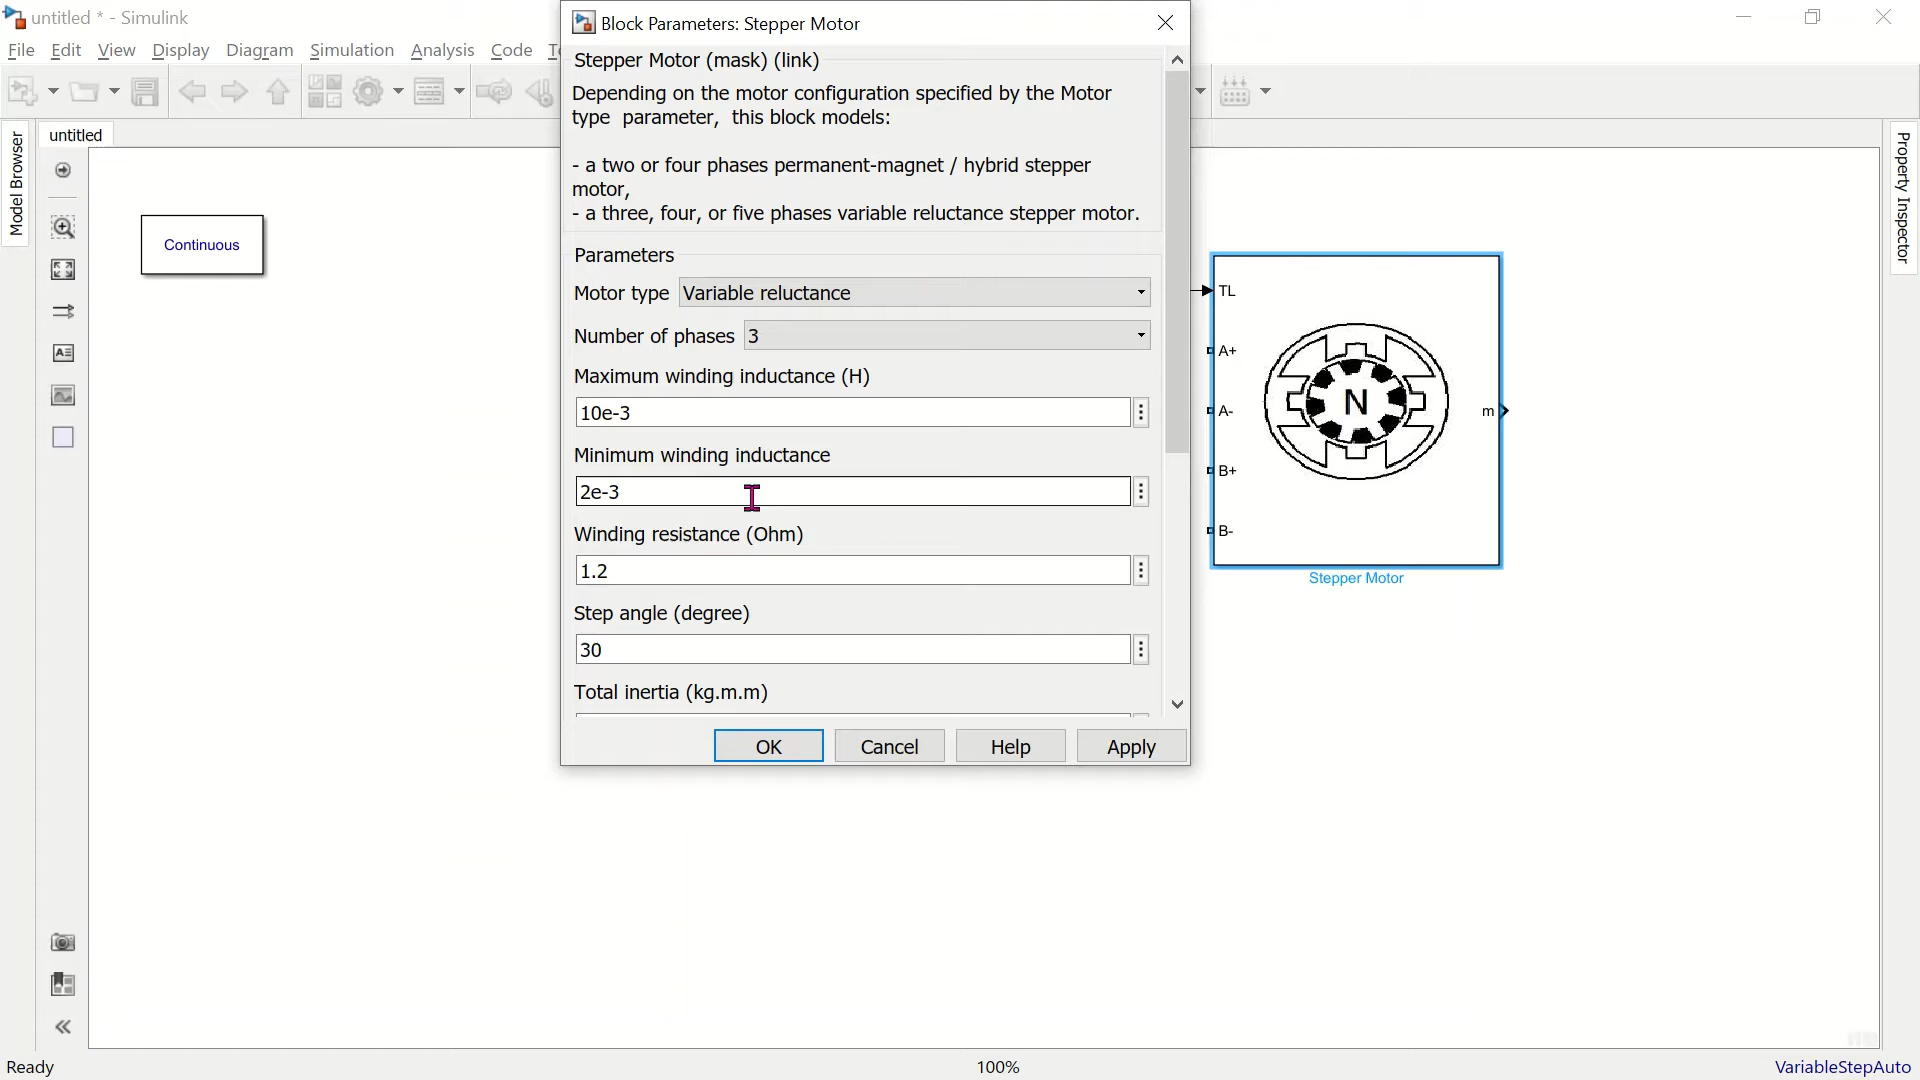 untitled * - Simulink
File Edit View Display Diagram Simulation Analysis Code
Model Browser
untitled
Continuous
Block Parameters: Stepper Motor
Stepper Motor (mask) (link)
Depending on the motor configuration specified by the Motor
type parameter, this block models:
- a two or four phases permanent-magnet / hybrid stepper
motor,
- a three, four, or five phases variable reluctance stepper motor.
Parameters
Motor type Variable reluctance
Number of phases 3
Maximum winding inductance (H)
10e-3
Minimum winding inductance
2e-3
Winding resistance (Ohm)
1.2
Step angle (degree)
30
Total inertia (kg.m.m)
OK Cancel Help Apply
TL
A+
A-
B+
B-
N
m
Stepper Motor
Property Inspector
Ready
100%
VariableStepAuto